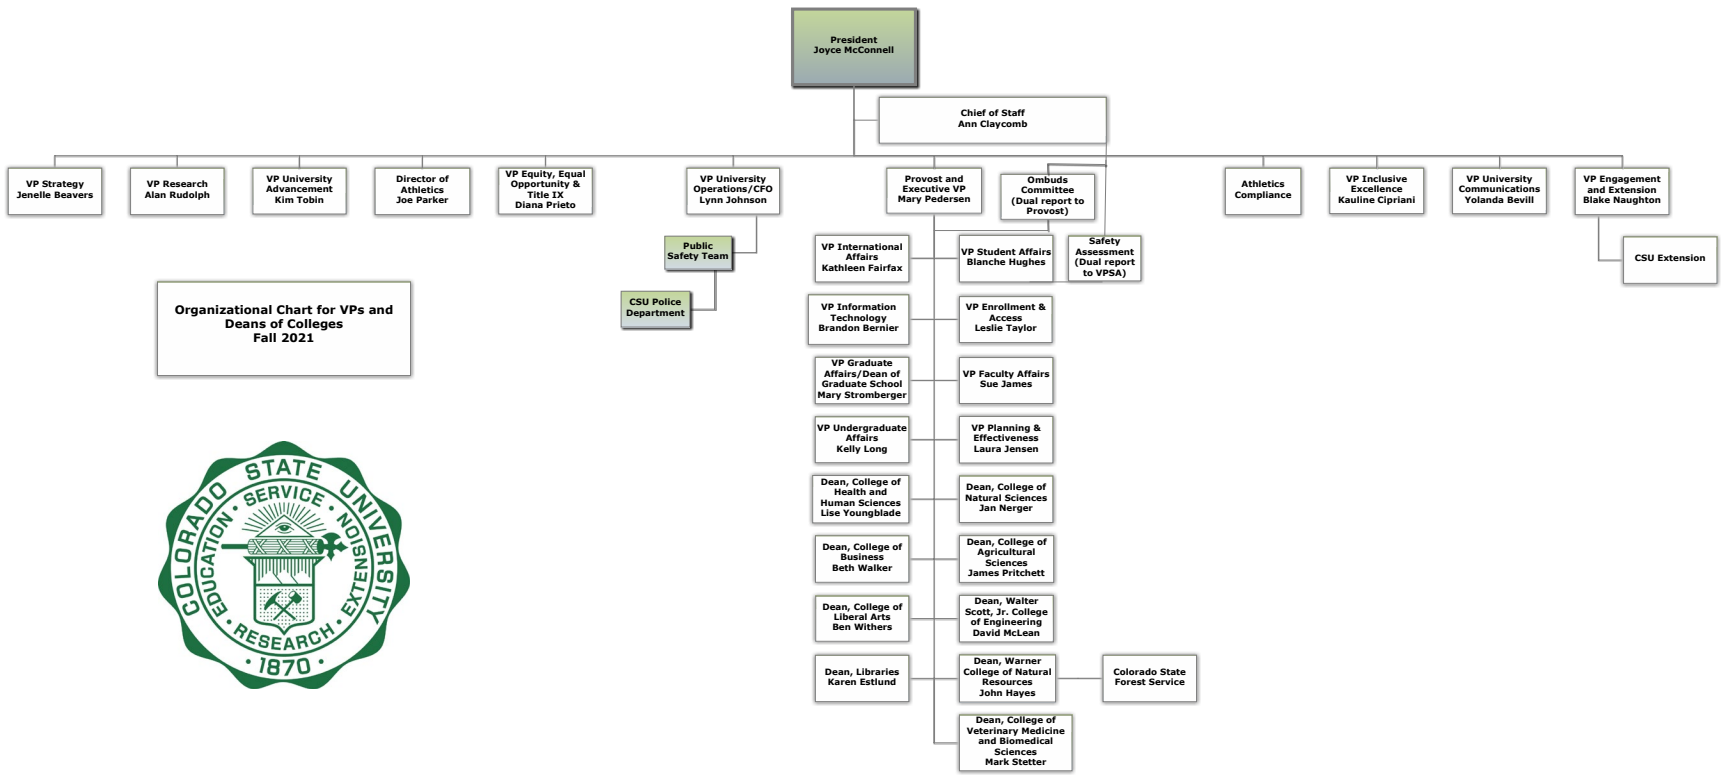 President
Joyce McConnell
Chief of Staff
Ann Claycomb
VP Strategy
Jenelle Beavers
VP Research
Alan Rudolph
VP University
Advancement
Kim Tobin
Director of
Athletics
Joe Parker
VP Equity, Equal
Opportunity &
Title IX
Diana Prieto
VP University
Operations/CFO
Lynn Johnson
Provost and
Executive VP
Mary Pedersen
Ombuds
Committee
(Dual report to
Provost)
Athletics
Compliance
VP Inclusive
Excellence
Kauline Cipriani
VP University
Communications
Yolanda Bevill
VP Engagement
and Extension
Blake Naughton
Public
Safety Team
CSU Police
Department
VP International
Affairs
Kathleen Fairfax
VP Student Affairs
Blanche Hughes
Safety
Assessment
(Dual report
to VPSA)
CSU Extension
Organizational Chart for VPs and
Deans of Colleges
Fall 2021
VP Information
Technology
Brandon Bernier
VP Enrollment &
Access
Leslie Taylor
VP Graduate
Affairs/Dean of
Graduate School
Mary Stromberger
VP Faculty Affairs
Sue James
VP Undergraduate
Affairs
Kelly Long
VP Planning &
Effectiveness
Laura Jensen
Dean, College of
Health and
Human Sciences
Lise Youngblade
Dean, College of
Natural Sciences
Jan Nerger
Dean, College of
Business
Beth Walker
Dean, College of
Agricultural
Sciences
James Pritchett
Dean, College of
Liberal Arts
Ben Withers
Dean, Walter
Scott, Jr. College
of Engineering
David McLean
Dean, Libraries
Karen Estlund
Dean, Warner
College of Natural
Resources
John Hayes
Colorado State
Forest Service
Dean, College of
Veterinary Medicine
and Biomedical
Sciences
Mark Stetter
COLORADO STATE UNIVERSITY
EDUCATION • SERVICE • EXTENSION • RESEARCH •
• 1870 •